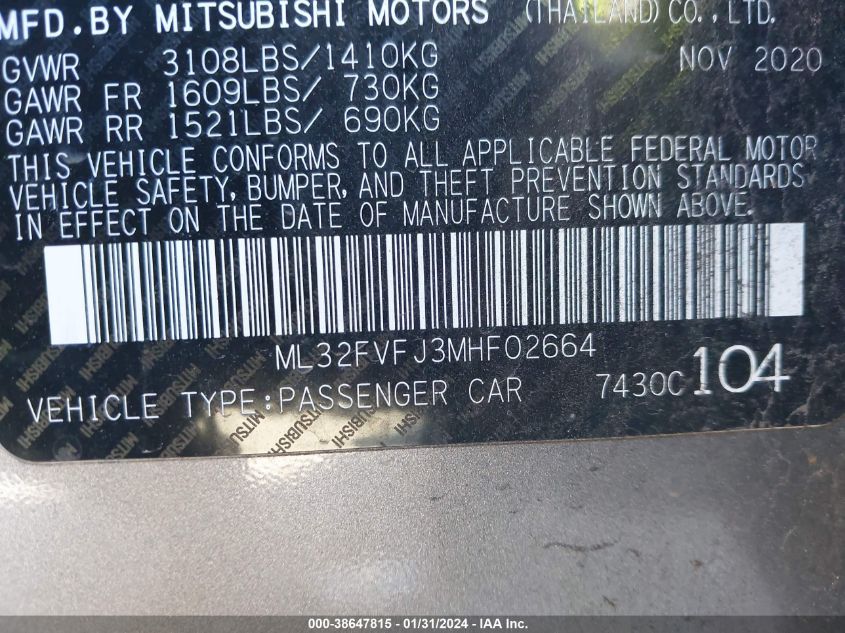 MFD.BY MITSUBISHI MOTORS (THAILAND)CO.,LTD.
GVWR 3108LBS/1410KG NOV 2020
GAWR FR 1609LBS/ 730KG
GAWR RR 1521LBS/ 690KG
THIS VEHICLE CONFORMS TO ALL APPLICABLE FEDERAL MOTOR
VEHICLE SAFETY, BUMPER, AND THEFT PREVENTION STANDARDS
IN EFFECT ON THE DATE OF MANUFACTURE SHOWN ABOVE.
ML32FVFJ3MHF02664
VEHICLE TYPE:PASSENGER CAR 7430C 104
000-38647815 - 01/31/2024 - IAA Inc.